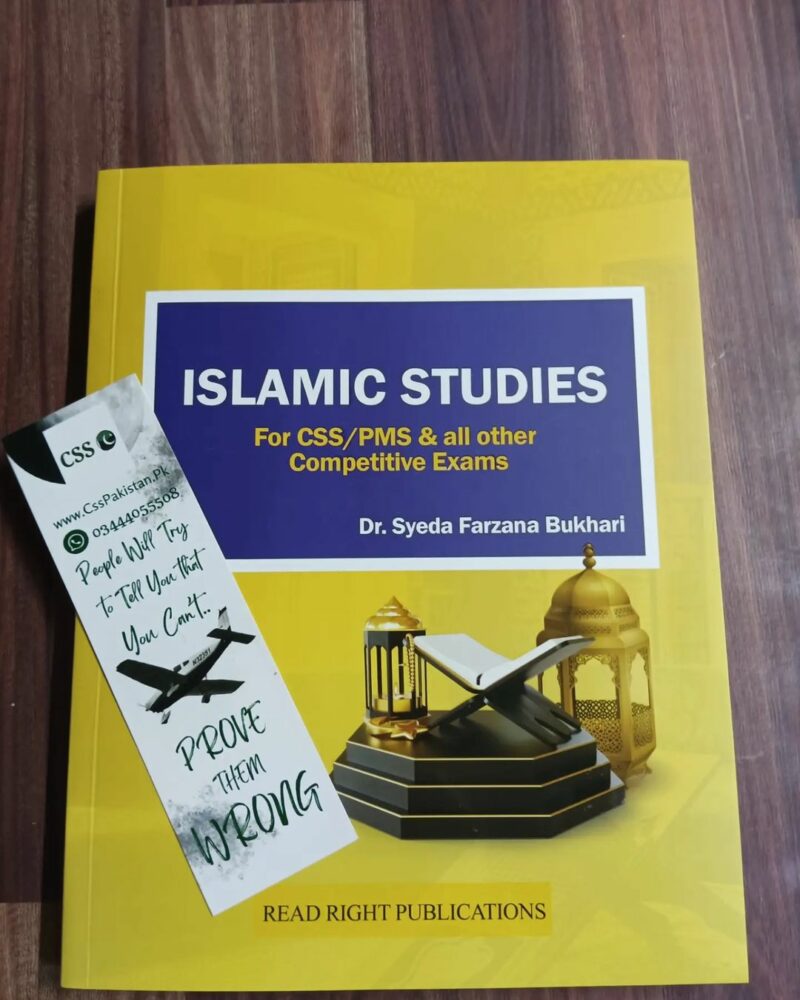 ISLAMIC STUDIES
For CSS/PMS & all other
Competitive Exams
Dr. Syeda Farzana Bukhari
READ RIGHT PUBLICATIONS
CSS
www.CssPakistan.Pk
03444055508
People Will Try
to Tell You that
You Can't..
N32351
PROVE
THEM
WRONG